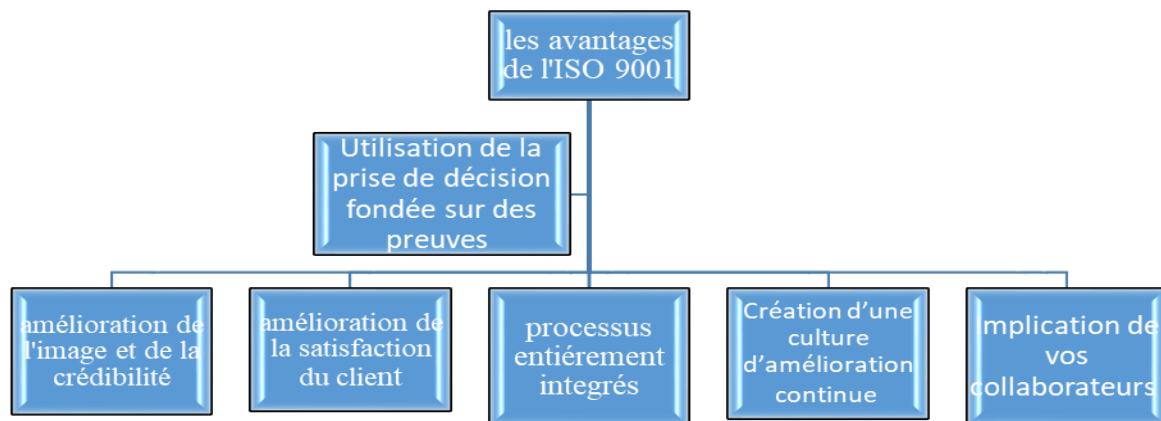 les avantages
de l'ISO 9001
Utilisation de la
prise de décision
fondée sur des
preuves
amélioration de
l'image et de la
crédibilité
amélioration de
la satisfaction
du client
processus
entiérement
integrés
Création d’une
culture
d’amélioration
continue
Implication de
vos
collaborateurs